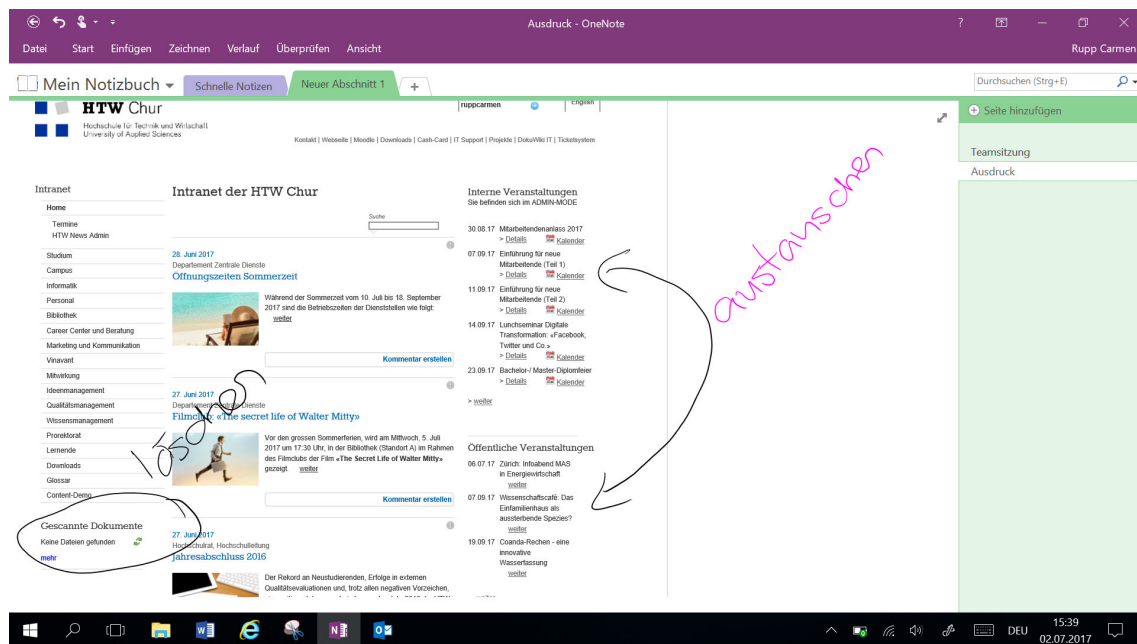 Ausdruck - OneNote
?
Datei Start Einfügen Zeichnen Verlauf Überprüfen Ansicht
Rupp Carmen
Mein Notizbuch
Schnelle Notizen
Neuer Abschnitt 1
+
Durchsuchen (Strg+E)
Seite hinzufügen
Teamsitzung
Ausdruck
HTW Chur
Hochschule für Technik und Wirtschaft
University of Applied Sciences
ruppcarmen
English
Kontakt | Webseite | Moodle | Downloads | Cash-Card | IT Support | Projekte | DokuWiki IT | Ticketsystem
Intranet
Home
Termine
HTW News Admin
Studium
Campus
Informatik
Personal
Bibliothek
Career Center und Beratung
Marketing und Kommunikation
Vinavant
Mitwirkung
Ideenmanagement
Qualitätsmanagement
Wissensmanagement
Prorektorat
Lernende
Downloads
Glossar
Content-Demo
Gescannte Dokumente
Keine Dateien gefunden
mehr
löschen
Intranet der HTW Chur
Suche
28. Juni 2017
Departement Zentrale Dienste
Öffnungszeiten Sommerzeit
Während der Sommerzeit vom 10. Juli bis 18. September
2017 sind die Betriebszeiten der Dienststellen wie folgt:
weiter
Kommentar erstellen
27. Juni 2017
Departement Zentrale Dienste
Filmclub: «The secret life of Walter Mitty»
Vor den grossen Sommerferien, wird am Mittwoch, 5. Juli
2017 um 17:30 Uhr, in der Bibliothek (Standort A) im Rahmen
des Filmclubs der Film «The Secret Life of Walter Mitty»
gezeigt. weiter
Kommentar erstellen
27. Juni 2017
Hochschulrat, Hochschulleitung
Jahresabschluss 2016
Der Rekord an Neustudierenden, Erfolge in externen
Qualitätsevaluationen und, trotz allen negativen Vorzeichen,
Interne Veranstaltungen
Sie befinden sich im ADMIN-MODE
30.08.17 Mitarbeitendenanlass 2017
> Details Kalender
07.09.17 Einführung für neue
Mitarbeitende (Teil 1)
> Details Kalender
11.09.17 Einführung für neue
Mitarbeitende (Teil 2)
> Details Kalender
14.09.17 Lunchseminar Digitale
Transformation: «Facebook,
Twitter und Co.»
> Details Kalender
23.09.17 Bachelor-/ Master-Diplomfeier
> Details Kalender
> weiter
Öffentliche Veranstaltungen
06.07.17 Zürich: Infoabend MAS
in Energiewirtschaft
weiter
07.09.17 Wissenschaftscafé: Das
Einfamilienhaus als
aussterbende Spezies?
weiter
19.09.17 Coanda-Rechen - eine
innovative
Wasserfassung
weiter
austauschen
DEU
15:39
02.07.2017